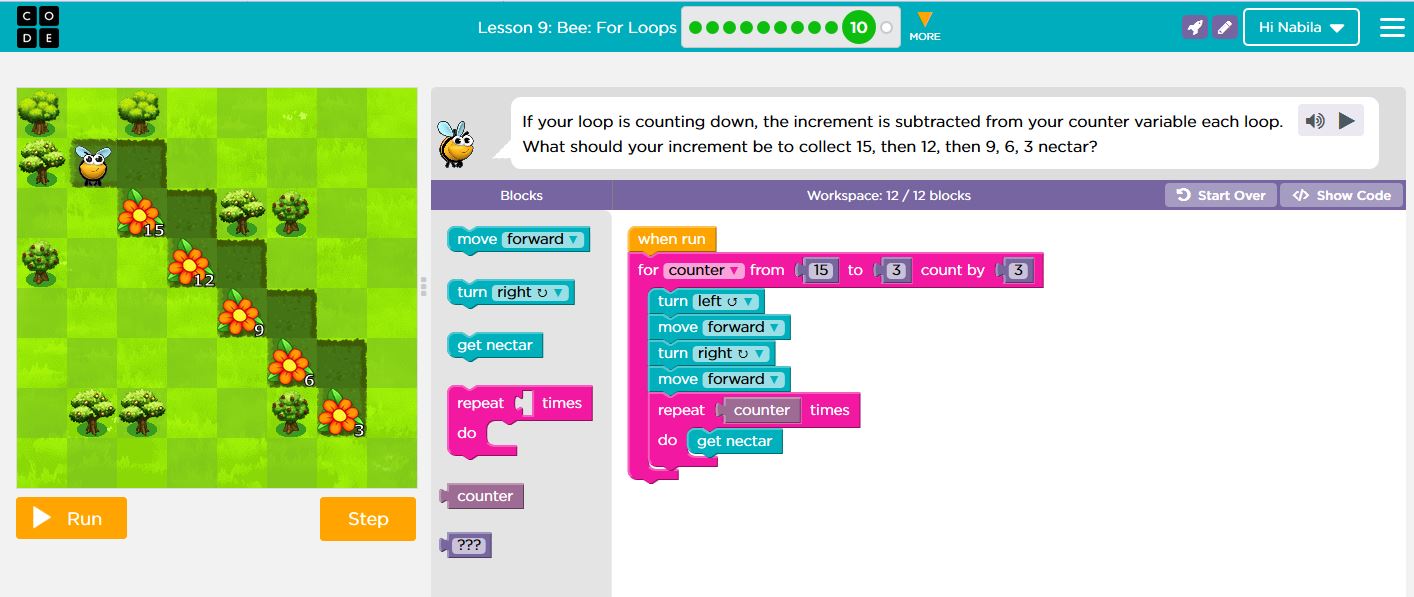 C O
D E
Lesson 9: Bee: For Loops
10
MORE
Hi Nabila
If your loop is counting down, the increment is subtracted from your counter variable each loop.
What should your increment be to collect 15, then 12, then 9, 6, 3 nectar?
Blocks
Workspace: 12 / 12 blocks
Start Over
</> Show Code
15
12
9
6
3
Run
Step
move forward
turn right ↻
get nectar
repeat times
do
counter
???
when run
for counter from 15 to 3 count by 3
turn left ↺
move forward
turn right ↻
move forward
repeat counter times
do get nectar